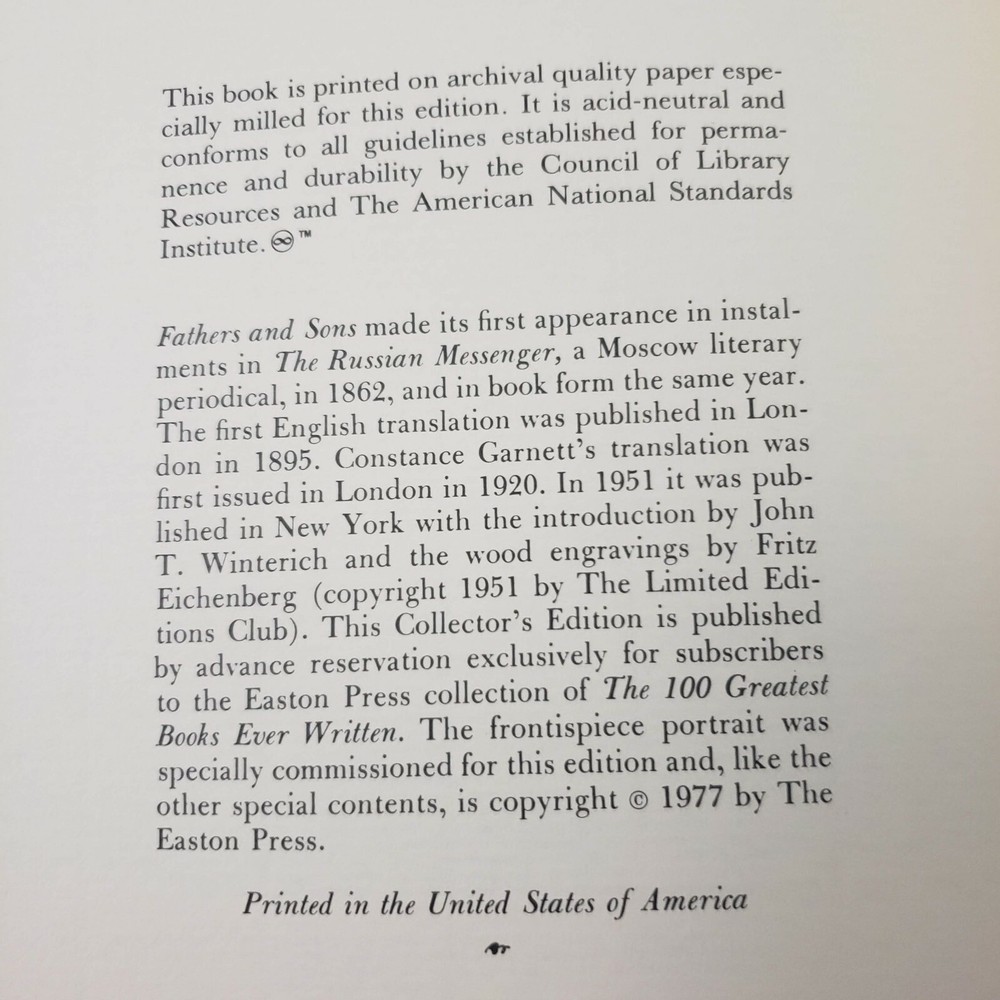 This book is printed on archival quality paper espe-
cially milled for this edition. It is acid-neutral and
conforms to all guidelines established for perma-
nence and durability by the Council of Library
Resources and The American National Standards
Institute. ♾™
Fathers and Sons made its first appearance in instal-
ments in The Russian Messenger, a Moscow literary
periodical, in 1862, and in book form the same year.
The first English translation was published in Lon-
don in 1895. Constance Garnett's translation was
first issued in London in 1920. In 1951 it was pub-
lished in New York with the introduction by John
T. Winterich and the wood engravings by Fritz
Eichenberg (copyright 1951 by The Limited Edi-
tions Club). This Collector's Edition is published
by advance reservation exclusively for subscribers
to the Easton Press collection of The 100 Greatest
Books Ever Written. The frontispiece portrait was
specially commissioned for this edition and, like the
other special contents, is copyright © 1977 by The
Easton Press.
Printed in the United States of America